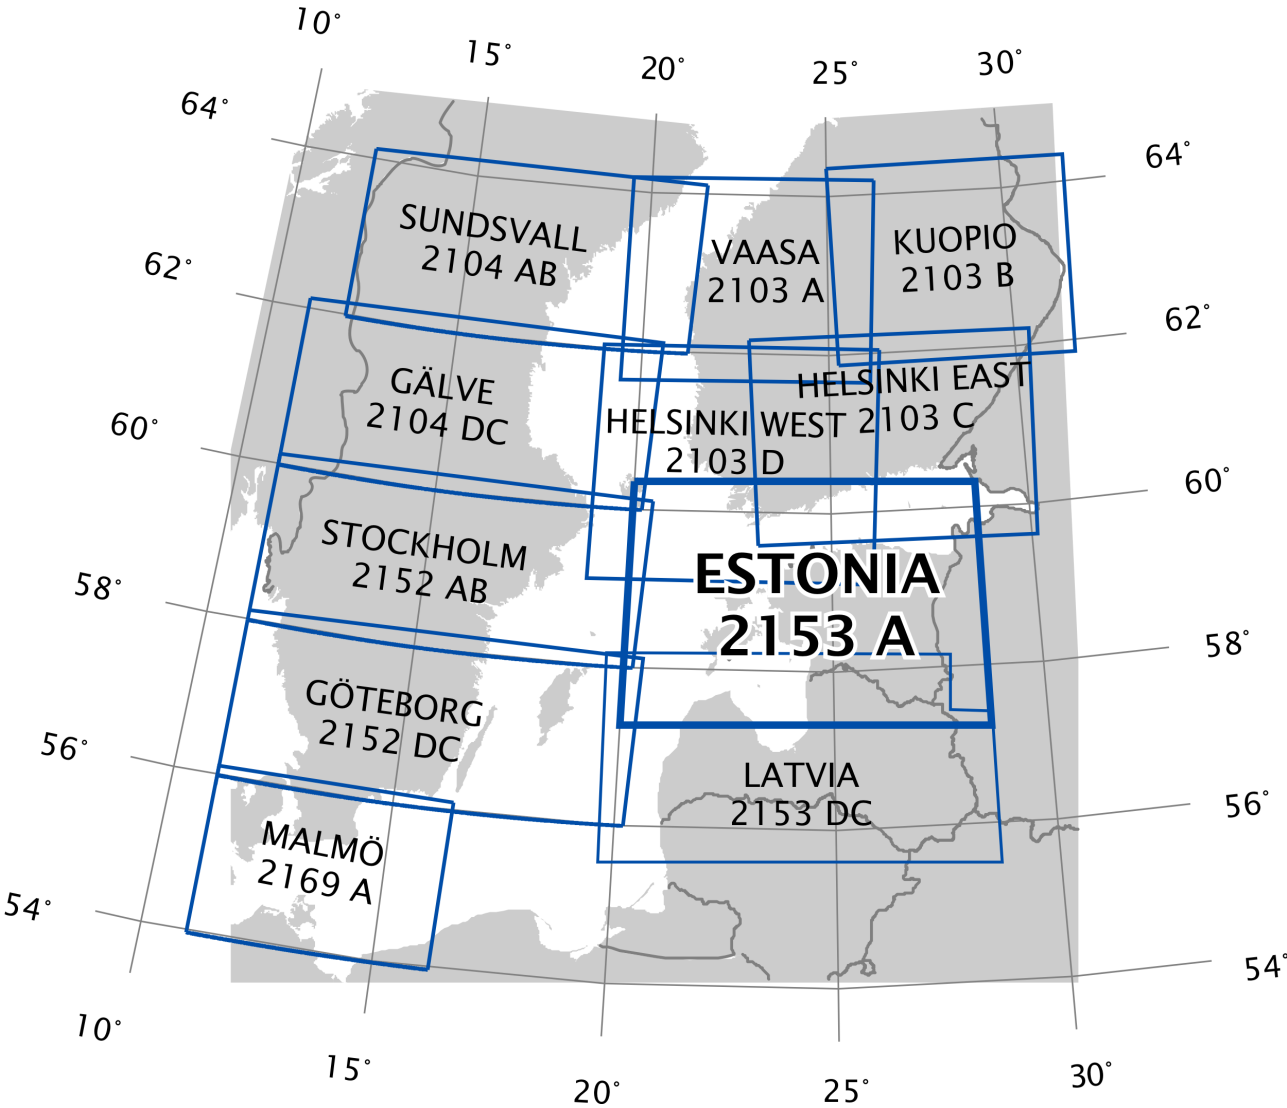 10°
15°
20°
25°
30°
64°
64°
SUNDSVALL
2104 AB
VAASA
2103 A
KUOPIO
2103 B
62°
62°
GÄLVE
2104 DC
HELSINKI EAST
2103 C
HELSINKI WEST
2103 D
60°
60°
STOCKHOLM
2152 AB
ESTONIA
2153 A
58°
58°
GÖTEBORG
2152 DC
56°
LATVIA
2153 DC
56°
MALMÖ
2169 A
54°
54°
10°
15°
20°
25°
30°